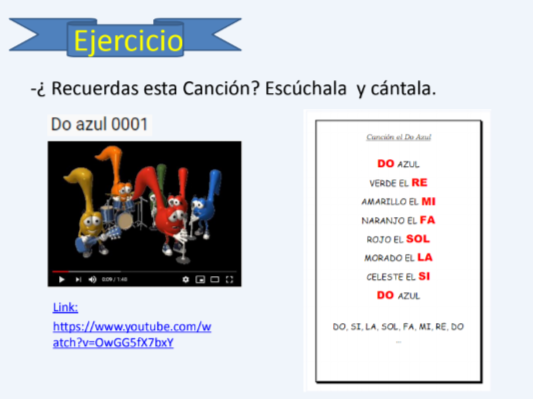 Ejercicio
-¿ Recuerdas esta Canción? Escúchala y cántala.
Do azul 0001
0:09 / 1:40
Link:
https://www.youtube.com/w
atch?v=OwGG5fX7bxY
Canción el Do Azul
DO AZUL
VERDE EL RE
AMARILLO EL MI
NARANJO EL FA
ROJO EL SOL
MORADO EL LA
CELESTE EL SI
DO AZUL
DO, SI, LA, SOL, FA, MI, RE, DO
...